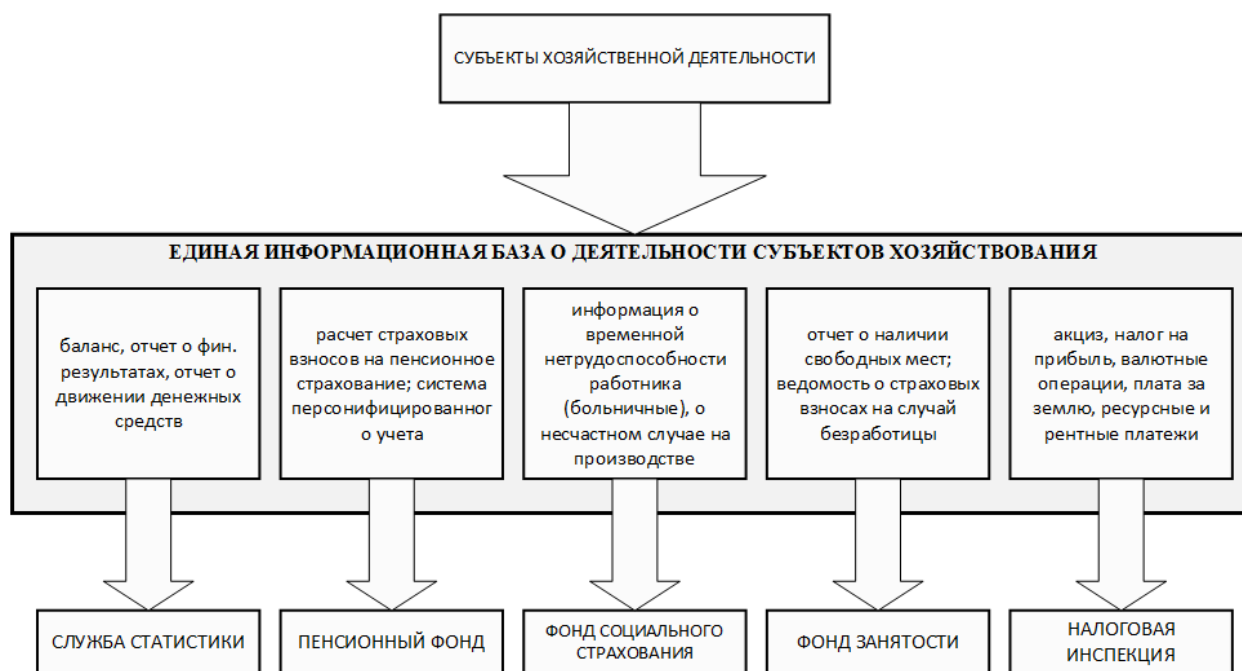 СУБЪЕКТЫ ХОЗЯЙСТВЕННОЙ ДЕЯТЕЛЬНОСТИ
ЕДИНАЯ ИНФОРМАЦИОННАЯ БАЗА О ДЕЯТЕЛЬНОСТИ СУБЪЕКТОВ ХОЗЯЙСТВОВАНИЯ
баланс, отчет о фин.
результатах, отчет о
движении денежных
средств
расчет страховых
взносов на пенсионное
страхование; система
персонифицированног
о учета
информация о
временной
нетрудоспособности
работника
(больничные), о
несчастном случае на
производстве
отчет о наличии
свободных мест;
ведомость о страховых
взносах на случай
безработицы
акциз, налог на
прибыль, валютные
операции, плата за
землю, ресурсные и
рентные платежи
СЛУЖБА СТАТИСТИКИ
ПЕНСИОННЫЙ ФОНД
ФОНД СОЦИАЛЬНОГО
СТРАХОВАНИЯ
ФОНД ЗАНЯТОСТИ
НАЛОГОВАЯ
ИНСПЕКЦИЯ